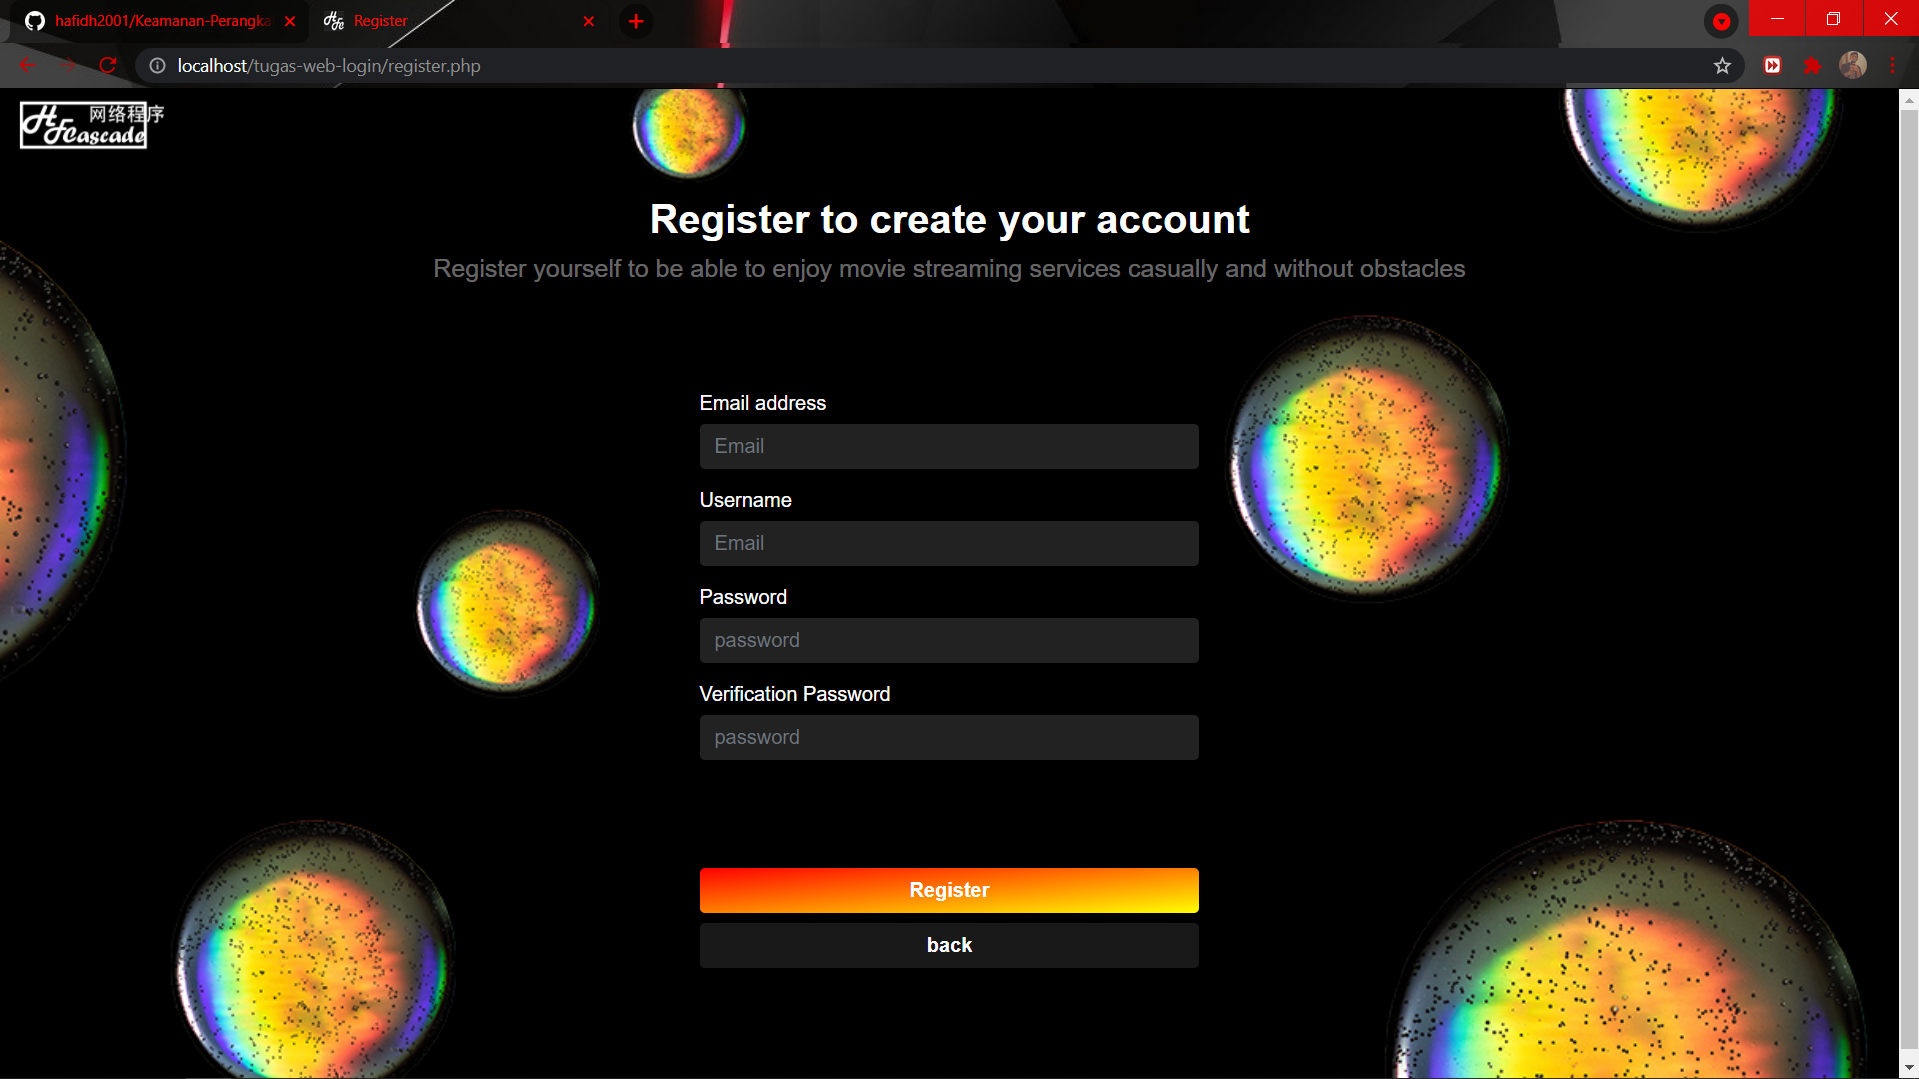 hafidh2001/Keamanan-Perangka
Register
localhost/tugas-web-login/register.php
HF 网络程序
Cascade
Register to create your account
Register yourself to be able to enjoy movie streaming services casually and without obstacles
Email address
Email
Username
Email
Password
password
Verification Password
password
Register
back